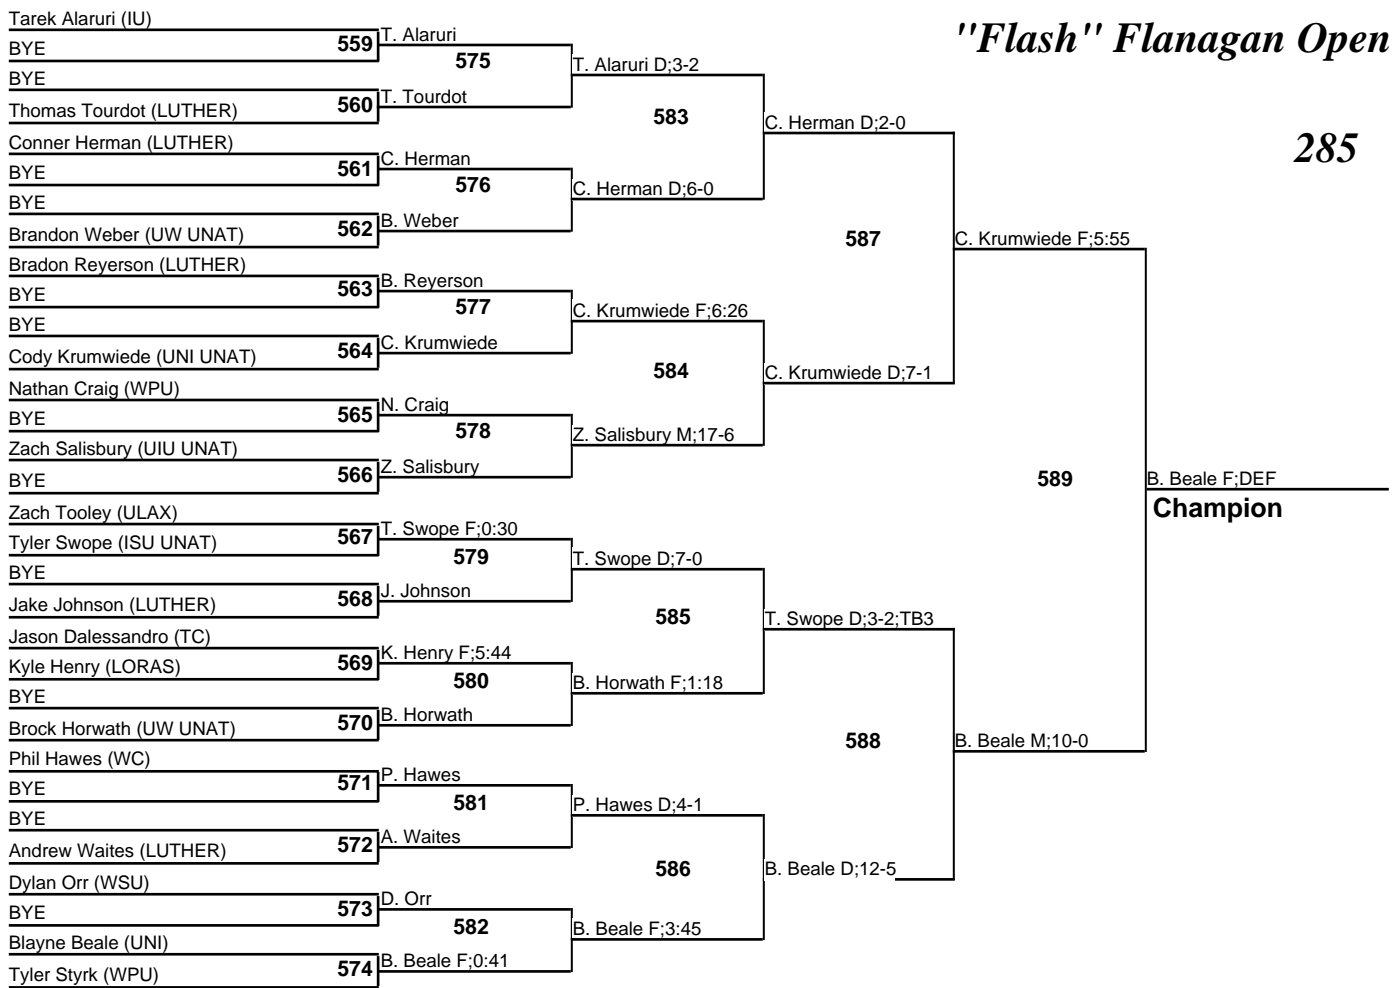 "Flash" Flanagan Open
285
Tarek Alaruri (IU)
BYE
559
BYE
Thomas Tourdot (LUTHER)
560
Conner Herman (LUTHER)
BYE
561
BYE
Brandon Weber (UW UNAT)
562
Bradon Reyerson (LUTHER)
BYE
563
BYE
Cody Krumwiede (UNI UNAT)
564
Nathan Craig (WPU)
BYE
565
Zach Salisbury (UIU UNAT)
BYE
566
Zach Tooley (ULAX)
Tyler Swope (ISU UNAT)
567
BYE
Jake Johnson (LUTHER)
568
Jason Dalessandro (TC)
Kyle Henry (LORAS)
569
BYE
Brock Horwath (UW UNAT)
570
Phil Hawes (WC)
BYE
571
BYE
Andrew Waites (LUTHER)
572
Dylan Orr (WSU)
BYE
573
Blayne Beale (UNI)
Tyler Styrk (WPU)
574
T. Alaruri
575
T. Tourdot
C. Herman
576
B. Weber
B. Reyerson
577
C. Krumwiede
N. Craig
578
Z. Salisbury
T. Swope F;0:30
579
J. Johnson
K. Henry F;5:44
580
B. Horwath
P. Hawes
581
A. Waites
D. Orr
582
B. Beale F;0:41
T. Alaruri D;3-2
583
C. Herman D;6-0
C. Krumwiede F;6:26
584
Z. Salisbury M;17-6
T. Swope D;7-0
585
B. Horwath F;1:18
P. Hawes D;4-1
586
B. Beale F;3:45
C. Herman D;2-0
587
C. Krumwiede D;7-1
T. Swope D;3-2;TB3
588
B. Beale D;12-5
C. Krumwiede F;5:55
589
B. Beale M;10-0
B. Beale F;DEF
Champion